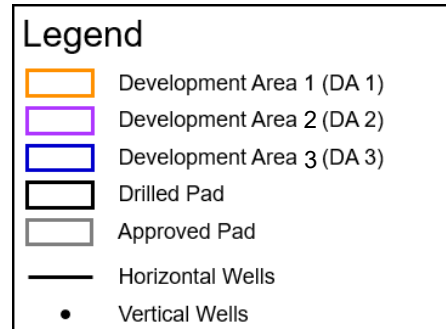 Legend
Development Area 1 (DA 1)
Development Area 2 (DA 2)
Development Area 3 (DA 3)
Drilled Pad
Approved Pad
Horizontal Wells
Vertical Wells